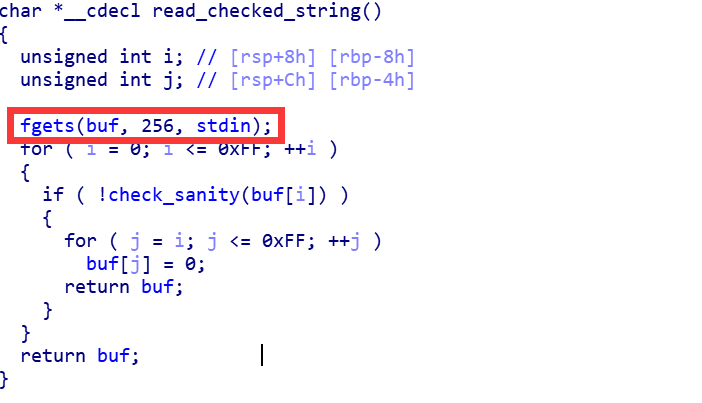 char *__cdecl read_checked_string()
{
  unsigned int i; // [rsp+8h] [rbp-8h]
  unsigned int j; // [rsp+Ch] [rbp-4h]
  fgets(buf, 256, stdin);
  for ( i = 0; i <= 0xFF; ++i )
  {
    if ( !check_sanity(buf[i]) )
    {
      for ( j = i; j <= 0xFF; ++j )
        buf[j] = 0;
      return buf;
    }
  }
  return buf;
}